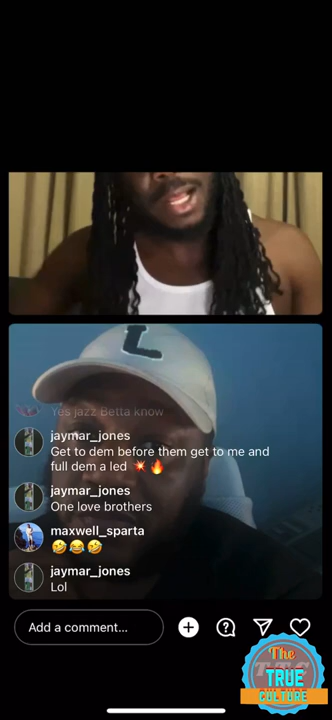 L
Yes jazz Betta know
jaymar_jones
Get to dem before them get to me and
full dem a led 💥🔥
jaymar_jones
One love brothers
maxwell_sparta
🤣😂🤣
jaymar_jones
Lol
Add a comment...
The
TRUE
CULTURE